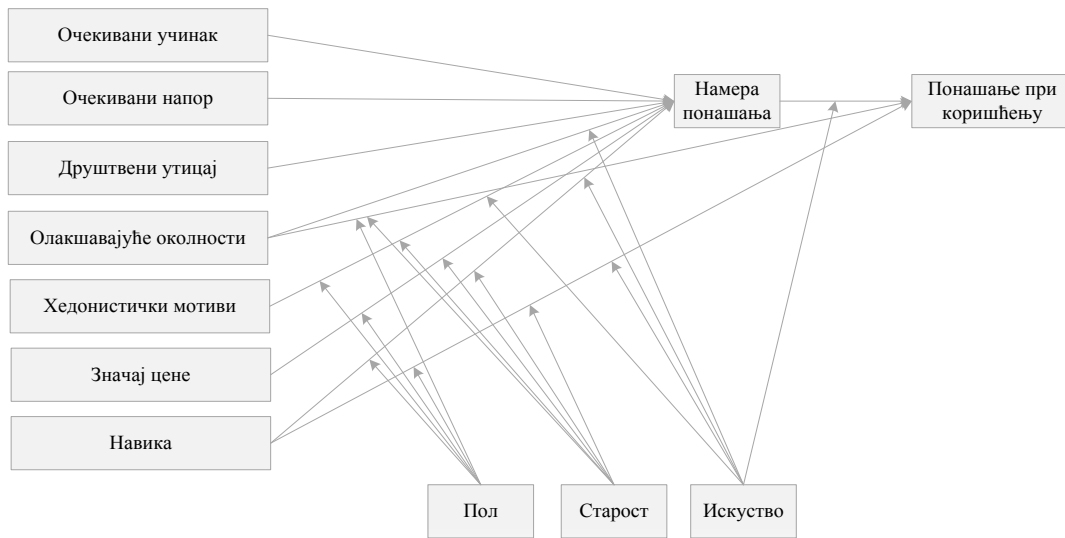 Очекивани учинак
Очекивани напор
Друштвени утицај
Олакшавајуће околности
Хедонистички мотиви
Значај цене
Навика
Намера
понашања
Понашање при
коришћењу
Пол
Старост
Искуство